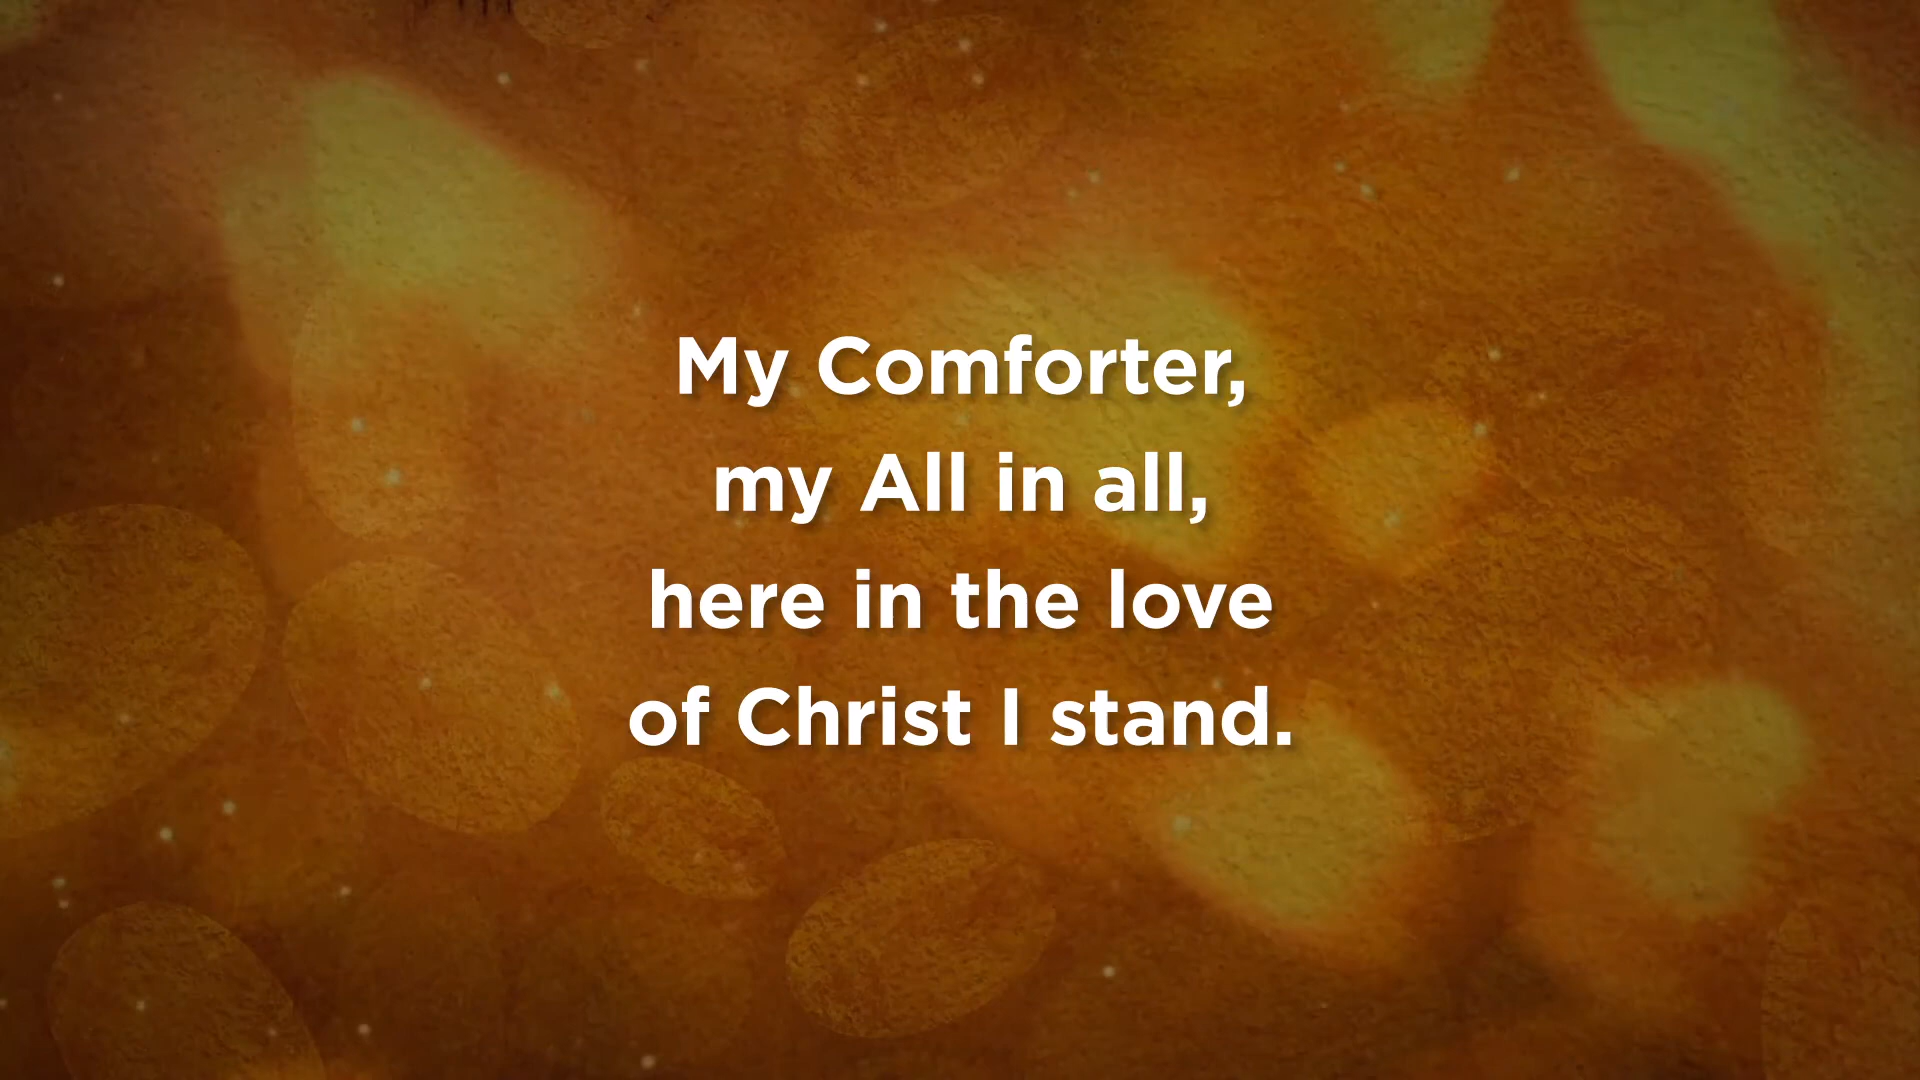 My Comforter,
my All in all,
here in the love
of Christ I stand.